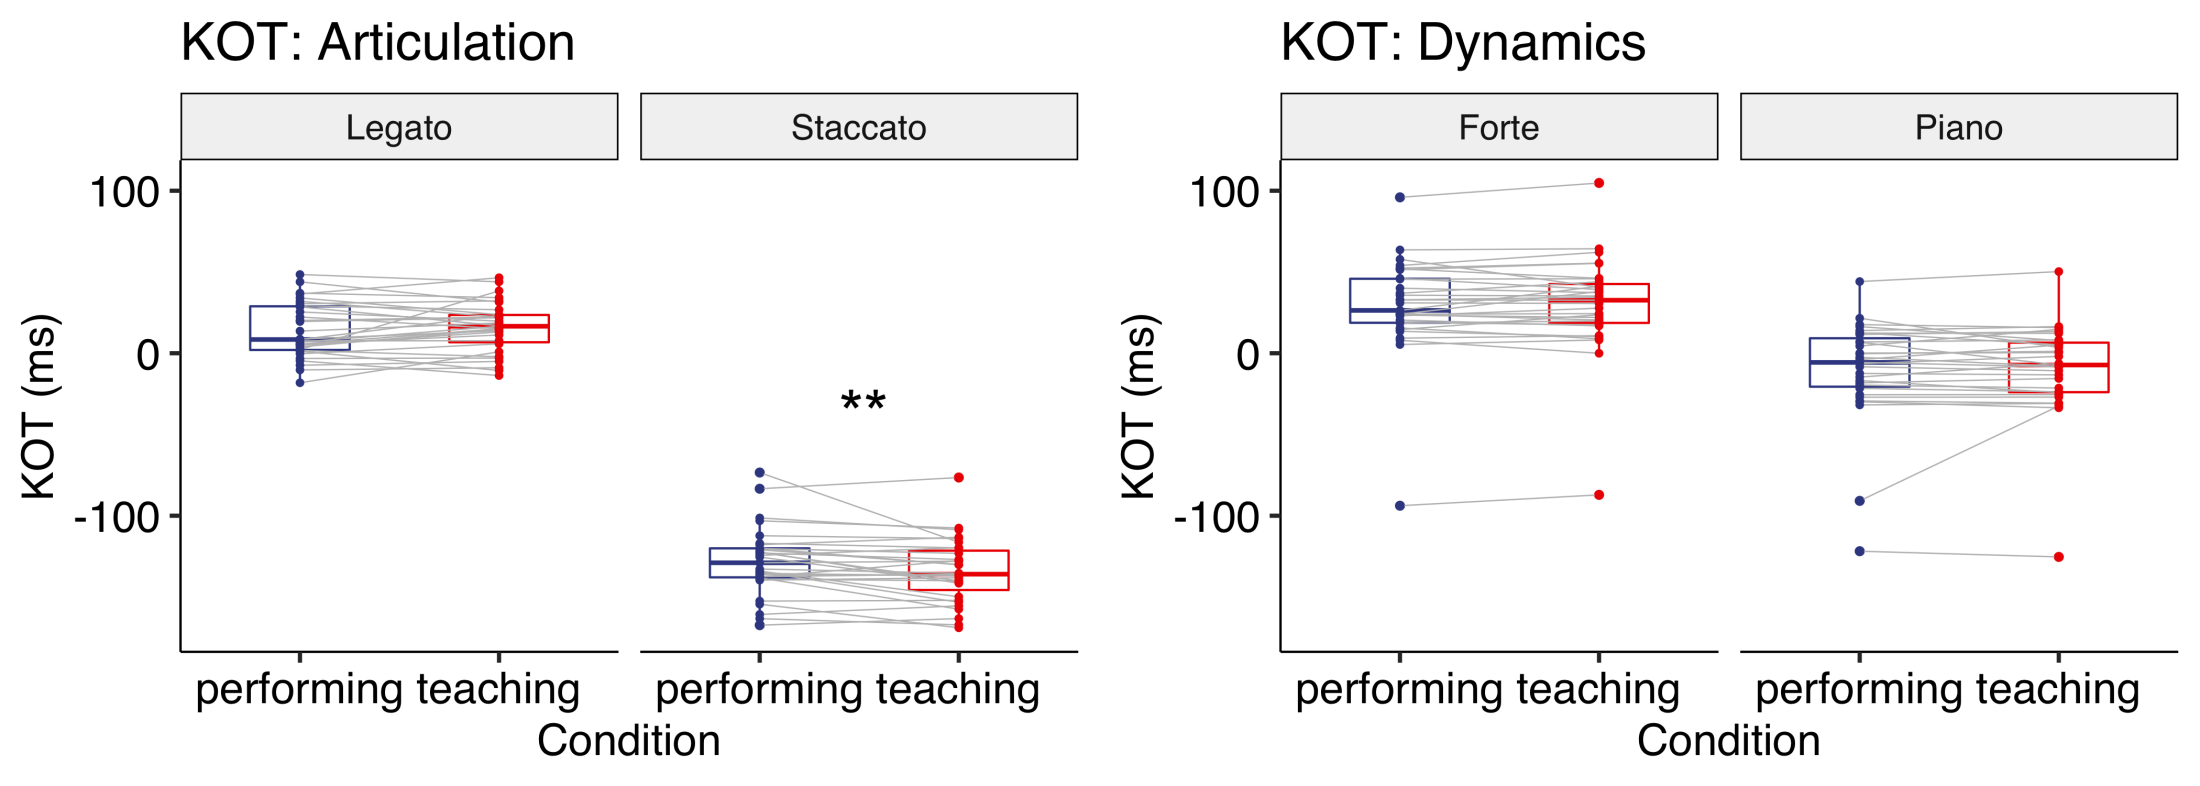 KOT: Articulation
Legato
Staccato
100
0
-100
KOT (ms)
**
performing teaching
performing teaching
Condition
KOT: Dynamics
Forte
Piano
100
0
-100
KOT (ms)
performing teaching
performing teaching
Condition